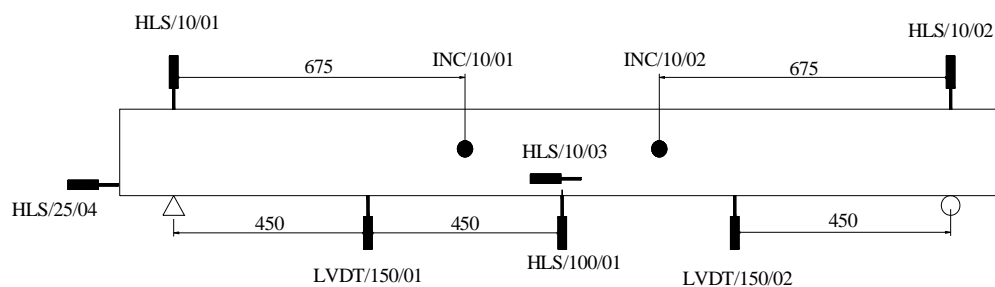 HLS/10/01
HLS/10/02
INC/10/01
INC/10/02
675
675
HLS/10/03
HLS/25/04
450
450
450
HLS/100/01
LVDT/150/01
LVDT/150/02